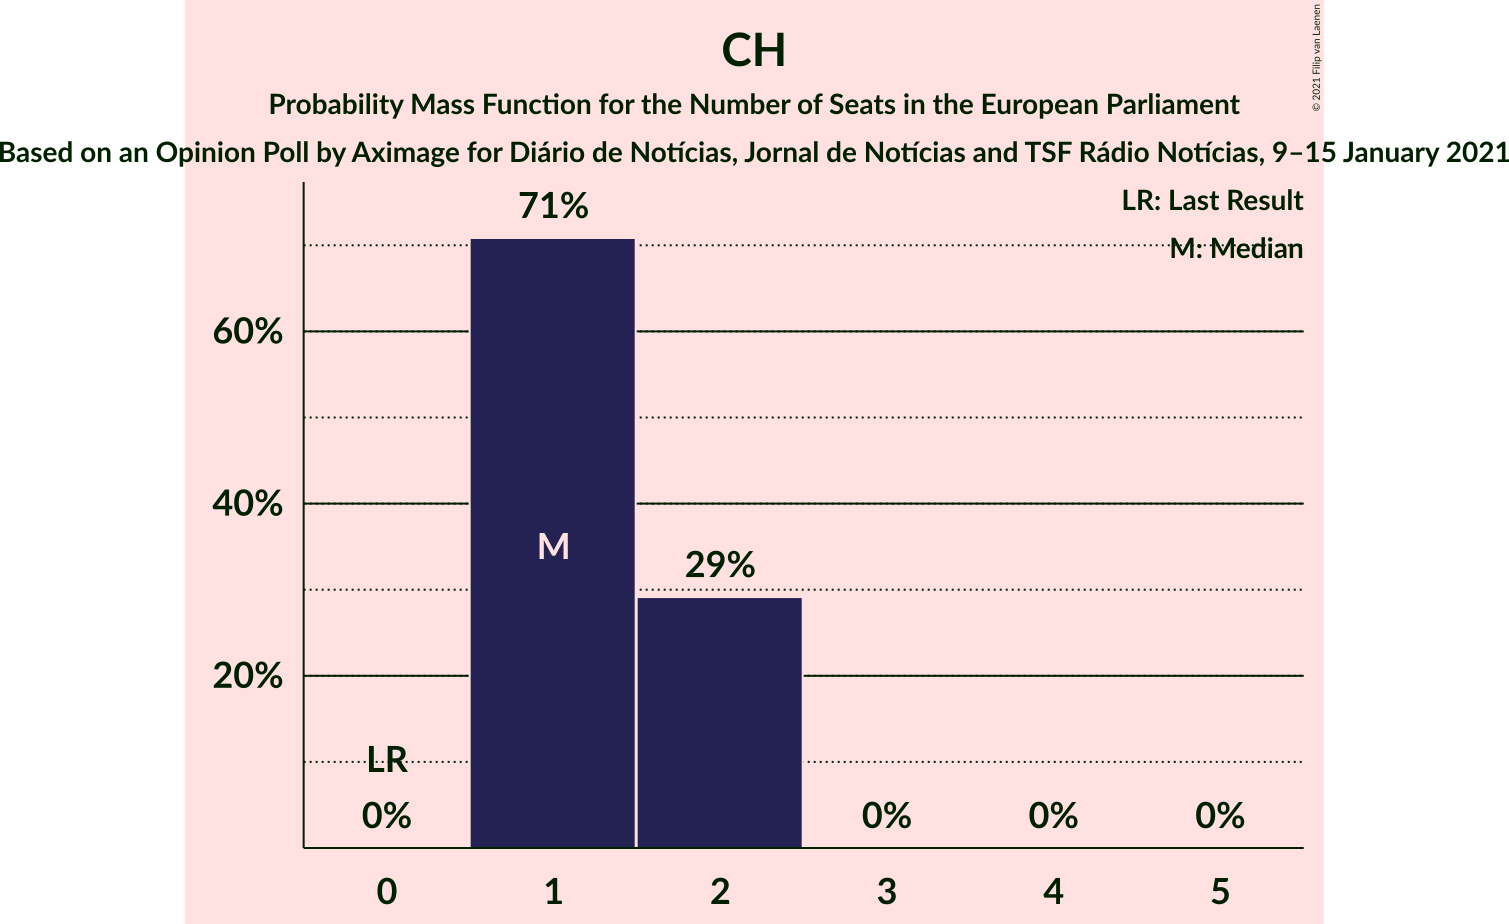 CH
Probability Mass Function for the Number of Seats in the European Parliament
Based on an Opinion Poll by Aximage for Diário de Notícias, Jornal de Notícias and TSF Rádio Notícias, 9–15 January 2021
© 2021 Filip van Laenen
LR: Last Result
M: Median
71%
60%
40%
M
29%
20%
LR
0%
0%
0%
0%
0
1
2
3
4
5